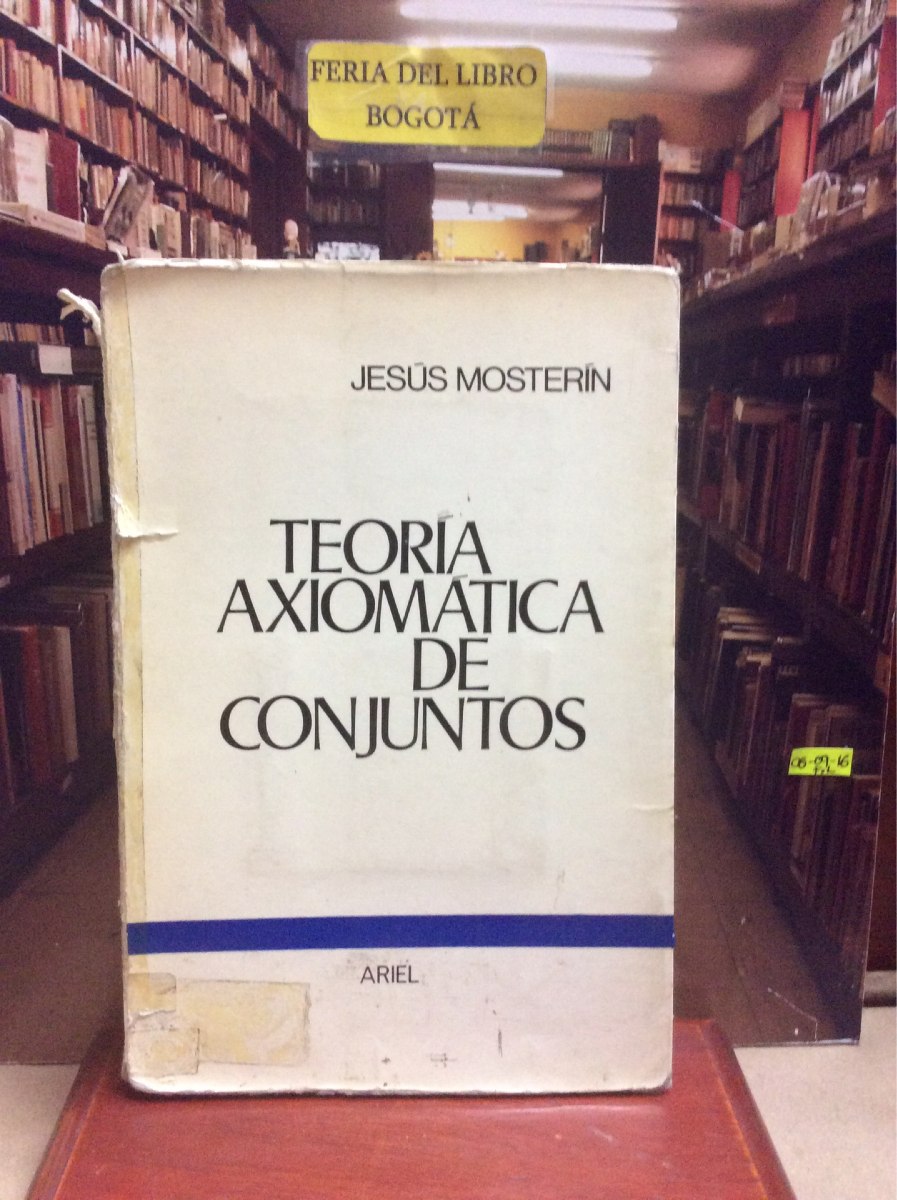 FERIA DEL LIBRO
BOGOTÁ
JESÚS MOSTERÍN
TEORÍA
AXIOMÁTICA
DE
CONJUNTOS
ARIEL